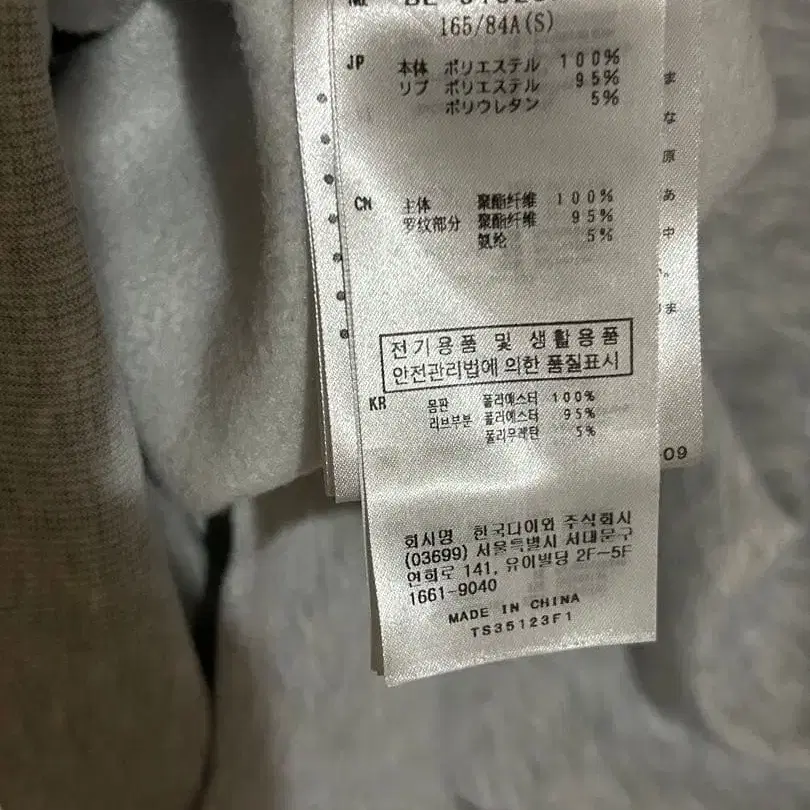 165/84A(S)
JP 本体 ポリエステル 100%
リブ ポリエステル 95%
ポリウレタン 5%
CN 主体 聚酯纤维 100%
罗纹部分 聚酯纤维 95%
氨纶 5%
전기용품 및 생활용품
안전관리법에 의한 품질표시
KR 몸판 폴리에스터 100%
리브부분 폴리에스터 95%
폴리우레탄 5%
회사명 한국다이와 주식회사
(03699) 서울특별시 서대문구
연희로 141, 유이빌딩 2F-5F
1661-9040
MADE IN CHINA
TS35123F1
ま
な
原
あ
中
ま
09